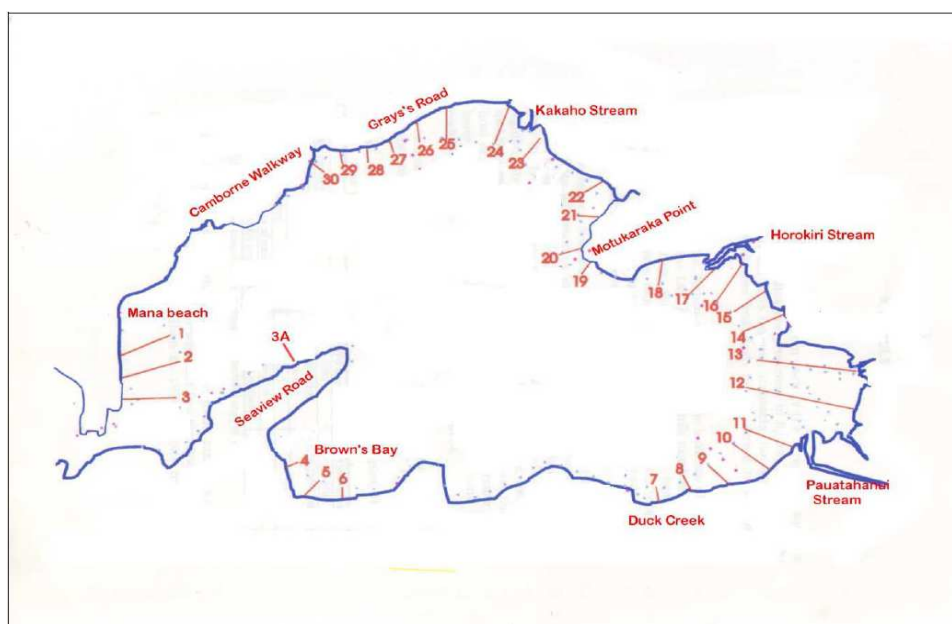 Grays's Road
Kakaho Stream
Camborne Walkway
30
29
28
27
26
25
24
23
22
21
20
19
Motukaraka Point
Horokiri Stream
18
17
16
15
14
13
12
11
10
9
8
7
Mana beach
1
2
3
3A
Seaview Road
Brown's Bay
4
5
6
Duck Creek
Pauatahanui
Stream